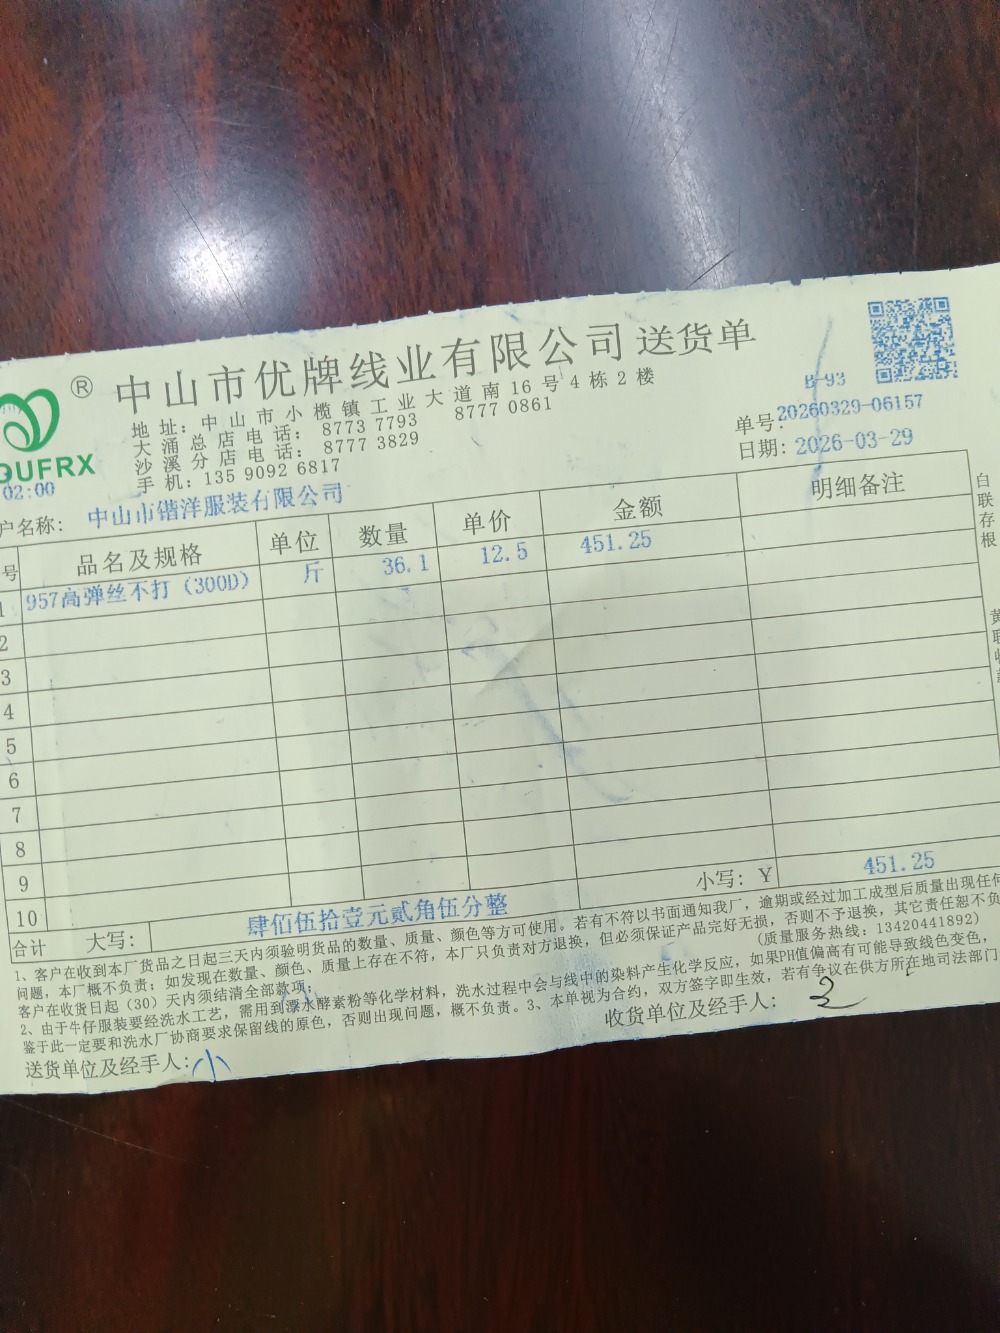 中山市优牌线业有限公司送货单
®
OUFRX
地址：中山市小榄镇工业大道南16号4栋2楼
大涌总店电话：8773 7793 8777 0861
沙溪分店电话：8777 3829
手机：135 9092 6817
B-93
单号：20260329-06157
日期：2026-03-29
02:00
户名称：中山市锴洋服装有限公司
号 品名及规格 单位 数量 单价 金额 明细备注
1 957高弹丝不打（300D） 斤 36.1 12.5 451.25
2
3
4
5
6
7
8
9
10
小写：Y 451.25
合计 大写：肆佰伍拾壹元贰角伍分整
白联存根
1、客户在收到本厂货品之日起三天内须验明货品的数量、质量、颜色等方可使用。若有不符以书面通知我厂，逾期或经过加工成型后质量出现任何
问题，本厂概不负责；如发现在数量、颜色、质量上存在不符，本厂只负责对方退换，但必须保证产品完好无损，否则不予退换，其它责任恕不负
客户在收货日起（30）天内须结清全部款项；（质量服务热线：13420441892）
2、由于牛仔服装要经洗水工艺，需用到漂水酵素粉等化学材料，洗水过程中会与线中的染料产生化学反应，如果PH值偏高有可能导致线色变色，
鉴于此一定要和洗水厂协商要求保留线的原色，否则出现问题，概不负责。3、本单视为合约，双方签字即生效，若有争议在供方所在地司法部门
送货单位及经手人：小
收货单位及经手人：